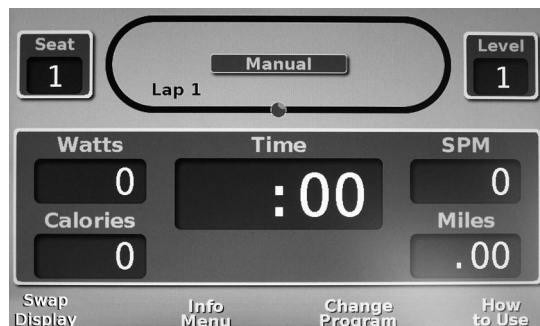 Seat
1
Manual
Lap 1
Level
1
Watts
0
Time
:00
SPM
0
Calories
0
Miles
.00
Swap
Display
Info
Menu
Change
Program
How
to Use